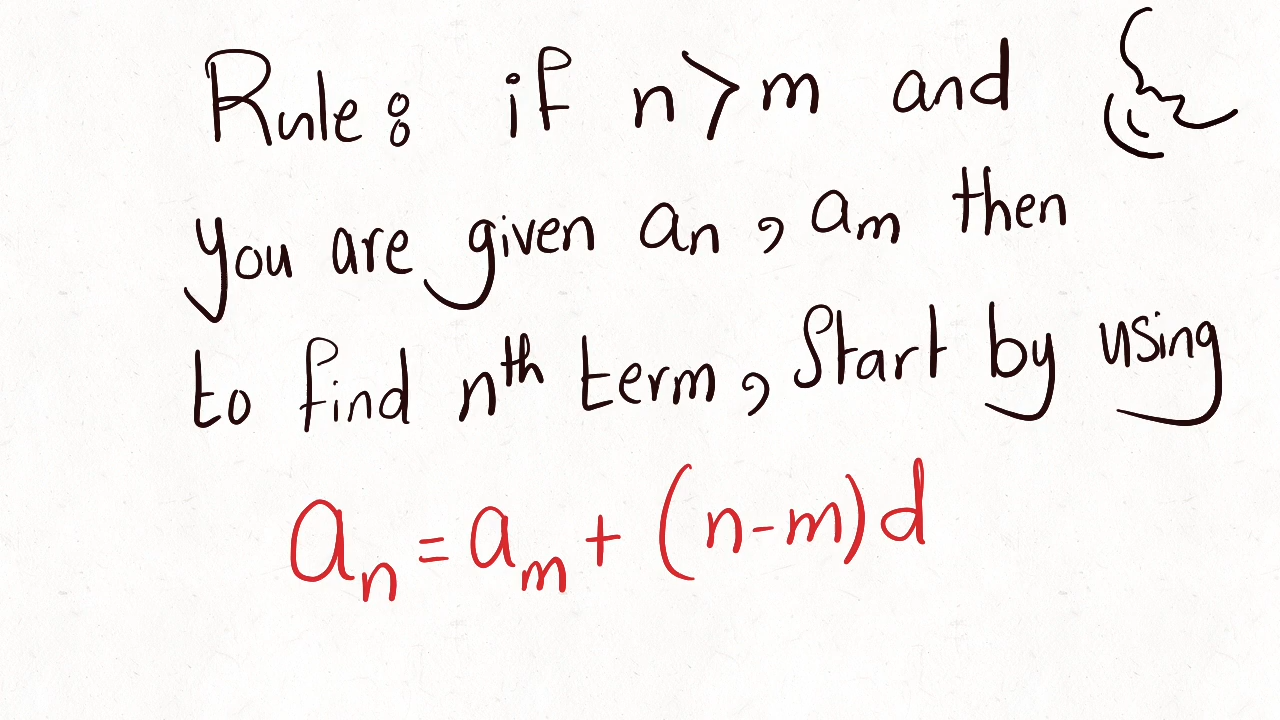 Rule: if n > m and
you are given aₙ, aₘ then
to find nᵗʰ term, start by using
aₙ = aₘ + (n-m)d